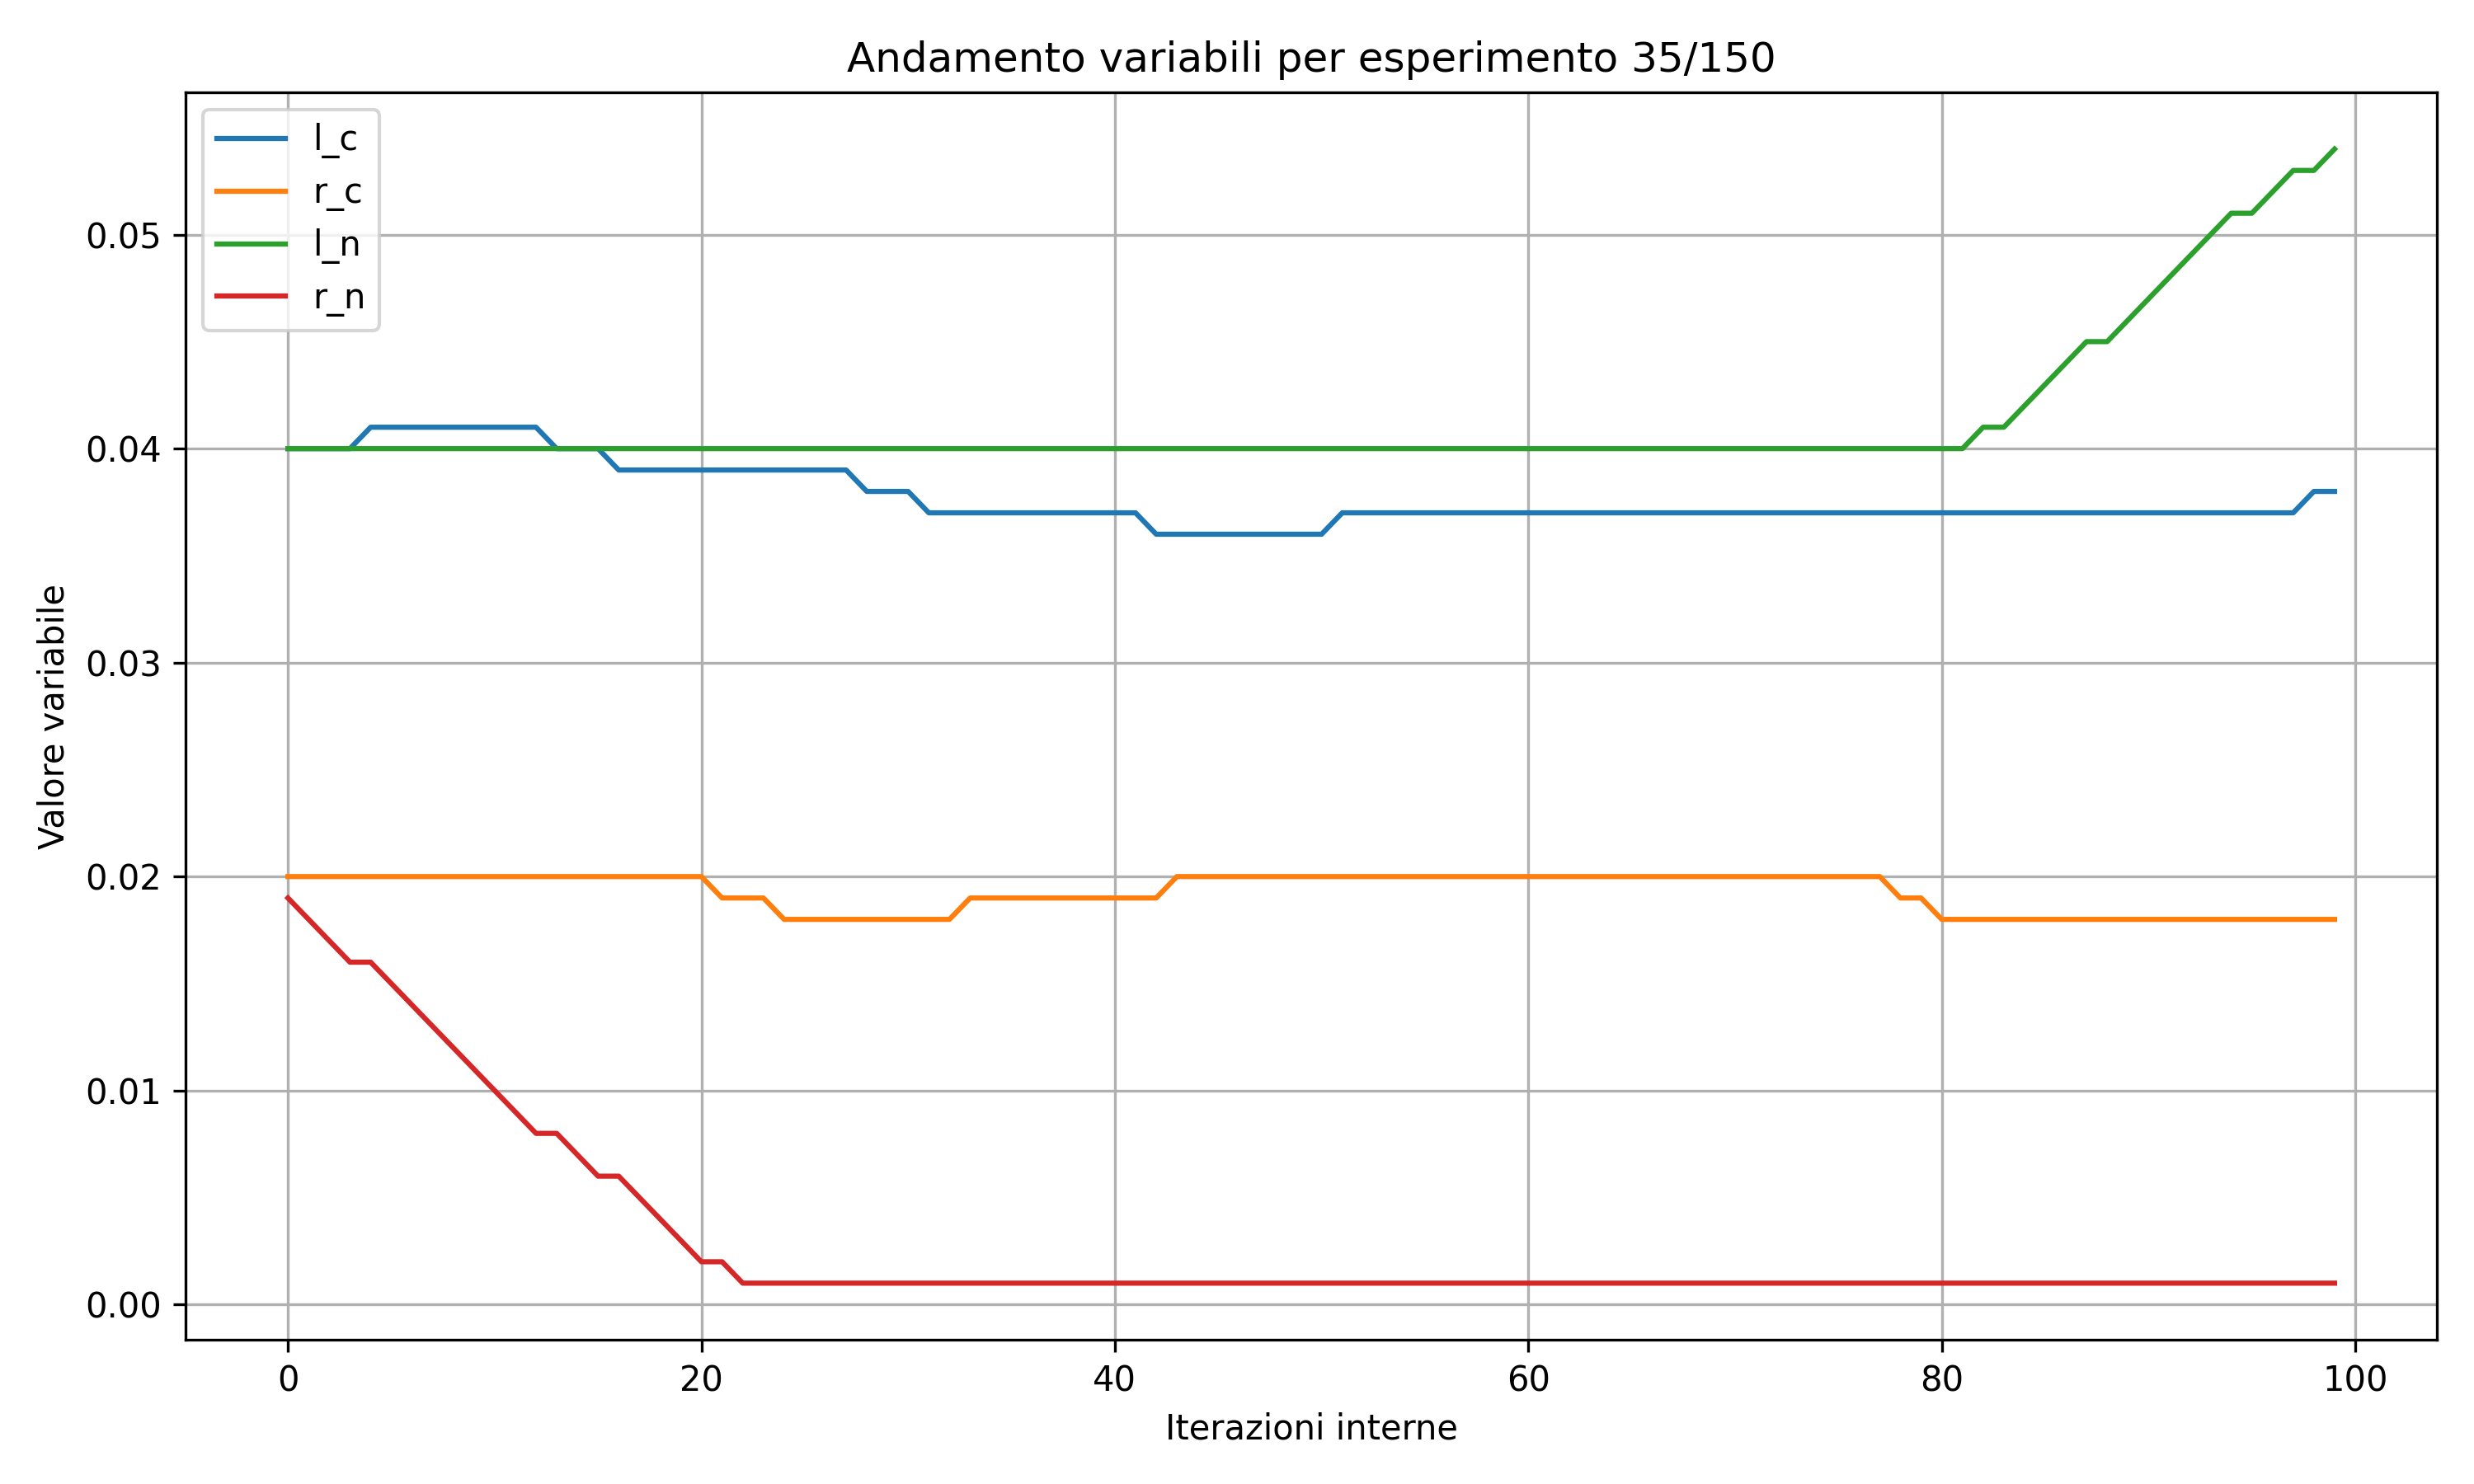 Andamento variabili per esperimento 35/150
l_c
r_c
l_n
r_n
Valore variabile
0.05
0.04
0.03
0.02
0.01
0.00
0 20 40 60 80 100
Iterazioni interne